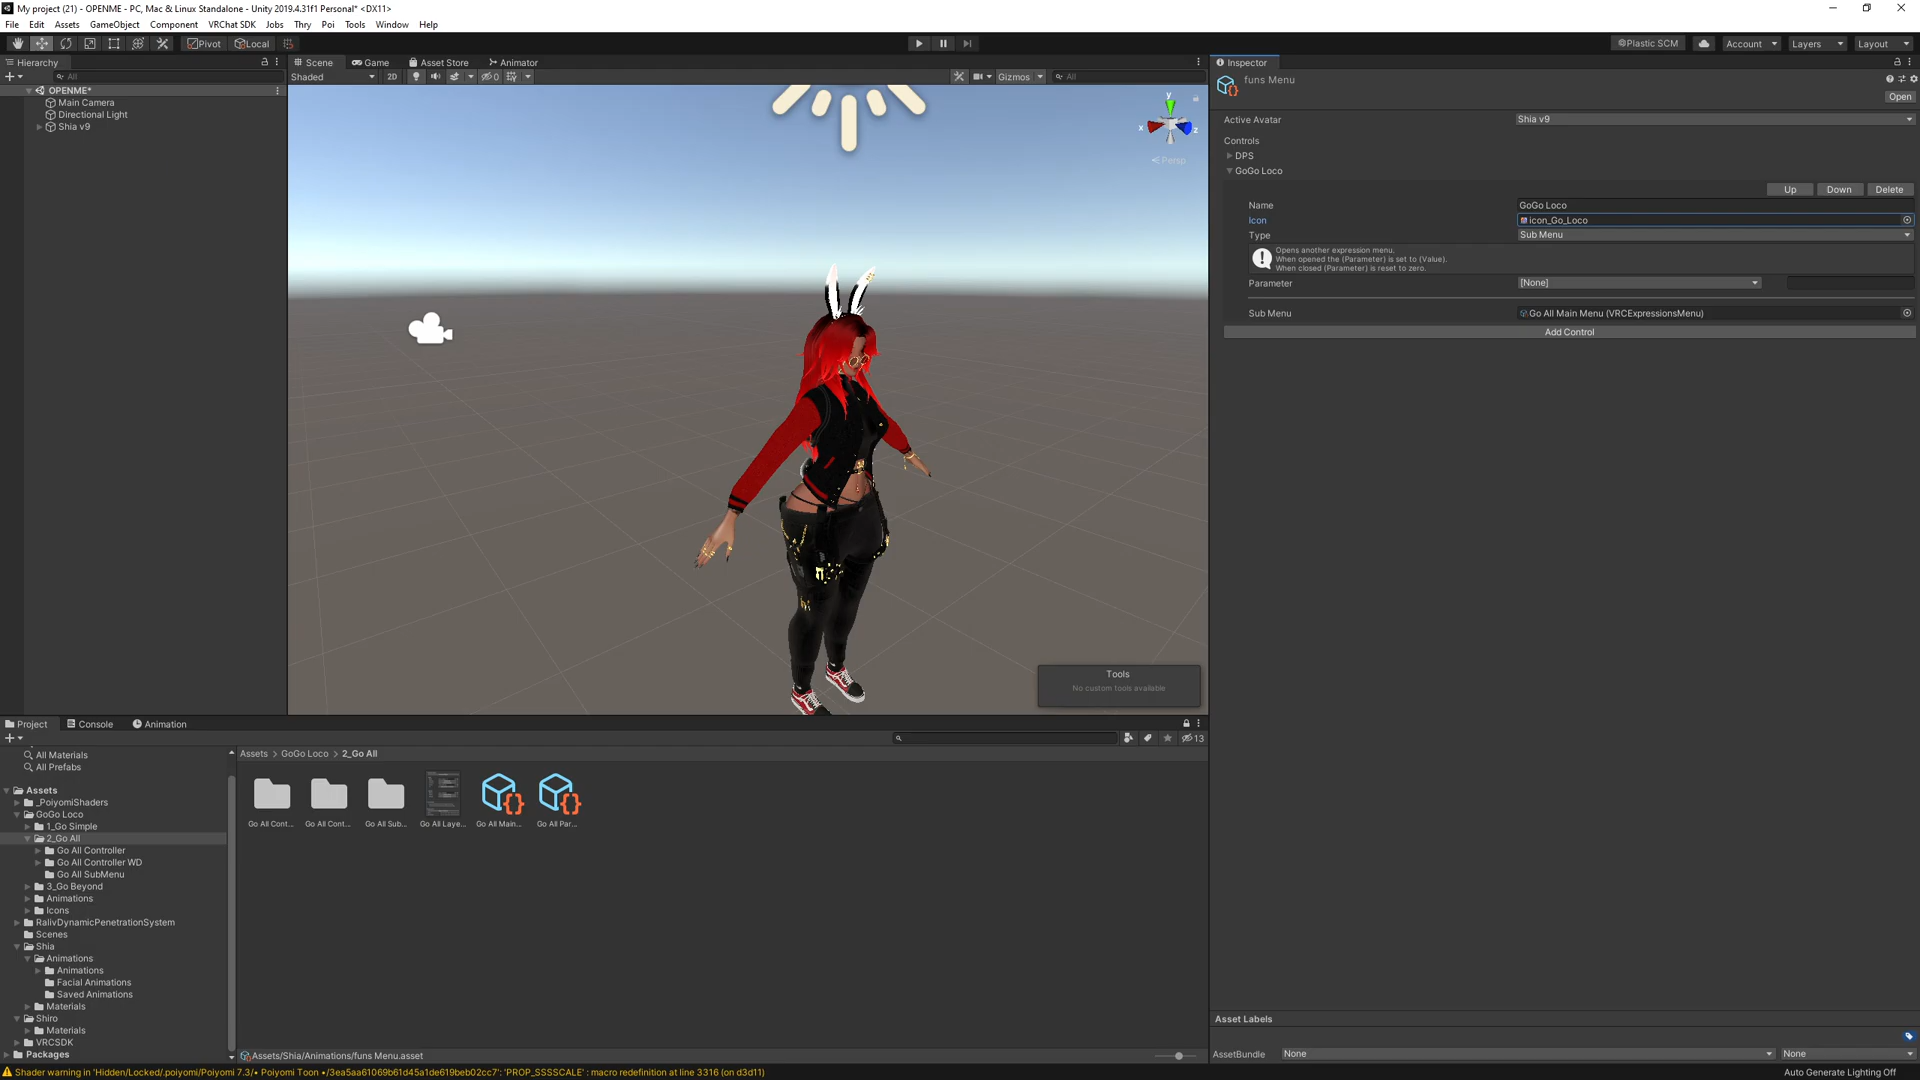 My project (21) - OPENME - PC, Mac & Linux Standalone - Unity 2019.4.31f1 Personal* <DX11>
File Edit Assets GameObject Component VRChat SDK Jobs Thry Poi Tools Window Help
Pivot Local Plastic SCM Account Layers Layout
Hierarchy Scene Game Asset Store Animator Inspector
All Shaded 2D 0 Gizmos All
funs Menu
Open
OPENME*
Main Camera
Directional Light
Shia v9
y
x z
Persp
Active Avatar Shia v9
Controls
DPS
GoGo Loco
Up Down Delete
Name GoGo Loco
Icon icon_Go_Loco
Type Sub Menu
Opens another expression menu.
When opened the (Parameter) is set to (Value).
When closed (Parameter) is reset to zero.
Parameter [None]
Sub Menu Go All Main Menu (VRCExpressionsMenu)
Add Control
Tools
No custom tools available
Project Console Animation
13
All Materials
All Prefabs
Assets
_PoiyomiShaders
GoGo Loco
1_Go Simple
2_Go All
Go All Controller
Go All Controller WD
Go All SubMenu
3_Go Beyond
Animations
Icons
RalivDynamicPenetrationSystem
Scenes
Shia
Animations
Animations
Facial Animations
Saved Animations
Materials
Shiro
Materials
VRCSDK
Packages
Assets > GoGo Loco > 2_Go All
Go All Cont... Go All Cont... Go All Sub... Go All Laye... Go All Main... Go All Par...
Assets/Shia/Animations/funs Menu.asset
Asset Labels
AssetBundle None None
Shader warning in 'Hidden/Locked/.poiyomi/Poiyomi 7.3/• Poiyomi Toon •/3ea5aa61069b61d45a1de619beb02cc7': 'PROP_SSSSCALE' : macro redefinition at line 3316 (on d3d11)
Auto Generate Lighting Off